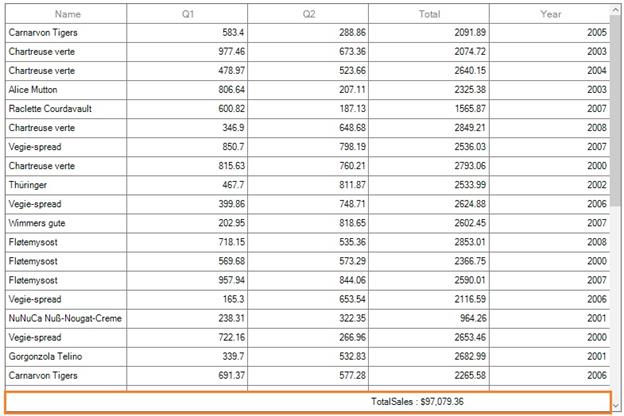 Name Q1 Q2 Total Year
Carnarvon Tigers 583.4 288.86 2091.89 2005
Chartreuse verte 977.46 673.36 2074.72 2003
Chartreuse verte 478.97 523.66 2640.15 2004
Alice Mutton 806.64 207.11 2325.38 2003
Raclette Courdavault 600.82 187.13 1565.87 2007
Chartreuse verte 346.9 648.68 2849.21 2008
Vegie-spread 850.7 798.19 2536.03 2007
Chartreuse verte 815.63 760.21 2793.06 2000
Thüringer 467.7 811.87 2533.99 2002
Vegie-spread 399.86 748.71 2624.88 2006
Wimmers gute 202.95 818.65 2602.45 2007
Fløtemysost 718.15 535.36 2853.01 2008
Fløtemysost 569.68 573.29 2366.75 2000
Fløtemysost 957.94 844.06 2590.01 2007
Vegie-spread 165.3 653.54 2116.59 2006
NuNuCa Nuß-Nougat-Creme 238.31 322.35 964.26 2001
Vegie-spread 722.16 266.96 2653.46 2000
Gorgonzola Telino 339.7 532.83 2682.99 2001
Carnarvon Tigers 691.37 577.28 2265.58 2006
TotalSales : $97,079.36